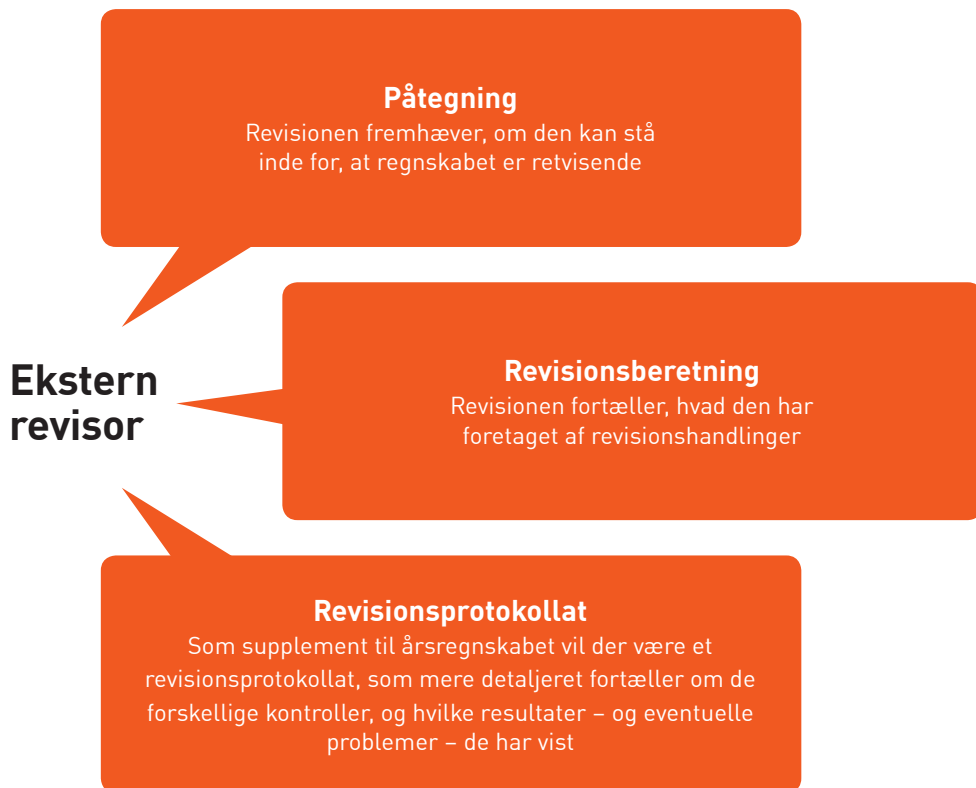 Påtegning
Revisionen fremhæver, om den kan stå
inde for, at regnskabet er retvisende
Ekstern
revisor
Revisionsberetning
Revisionen fortæller, hvad den har
foretaget af revisionshandlinger
Revisionsprotokollat
Som supplement til årsregnskabet vil der være et
revisionsprotokollat, som mere detaljeret fortæller om de
forskellige kontroller, og hvilke resultater – og eventuelle
problemer – de har vist